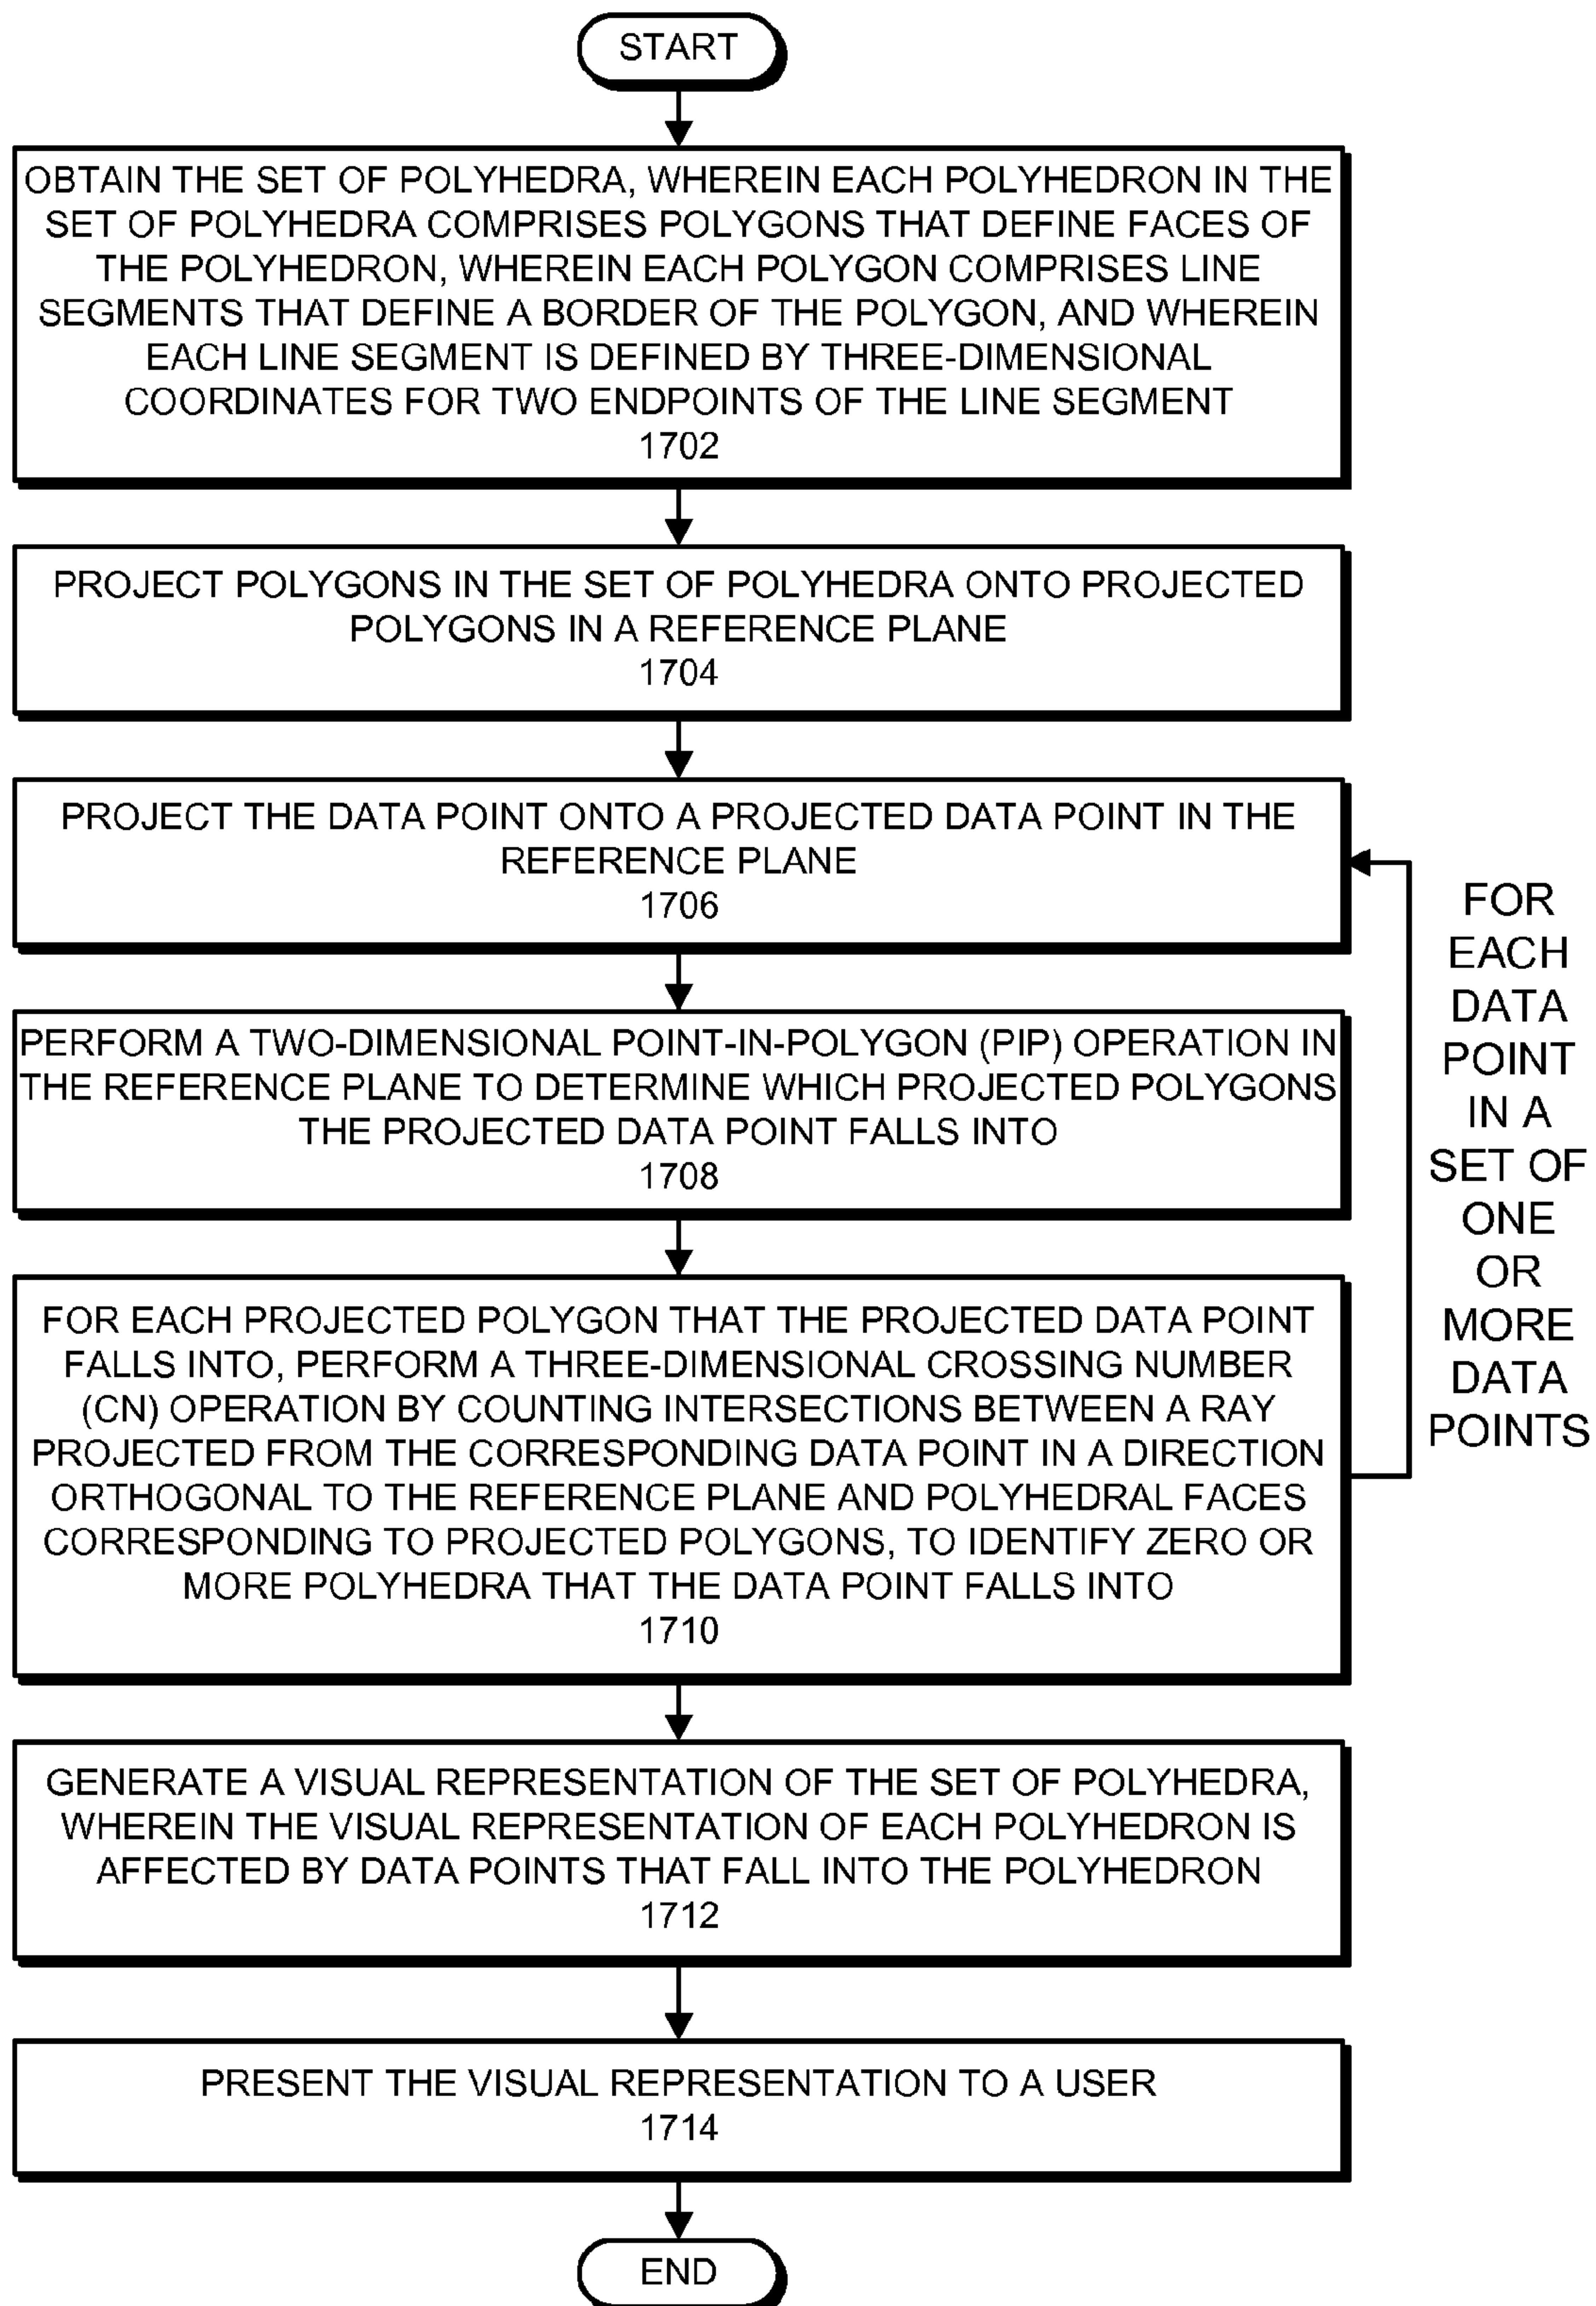 START
OBTAIN THE SET OF POLYHEDRA, WHEREIN EACH POLYHEDRON IN THE
SET OF POLYHEDRA COMPRISES POLYGONS THAT DEFINE FACES OF
THE POLYHEDRON, WHEREIN EACH POLYGON COMPRISES LINE
SEGMENTS THAT DEFINE A BORDER OF THE POLYGON, AND WHEREIN
EACH LINE SEGMENT IS DEFINED BY THREE-DIMENSIONAL
COORDINATES FOR TWO ENDPOINTS OF THE LINE SEGMENT
1702
PROJECT POLYGONS IN THE SET OF POLYHEDRA ONTO PROJECTED
POLYGONS IN A REFERENCE PLANE
1704
PROJECT THE DATA POINT ONTO A PROJECTED DATA POINT IN THE
REFERENCE PLANE
1706
PERFORM A TWO-DIMENSIONAL POINT-IN-POLYGON (PIP) OPERATION IN
THE REFERENCE PLANE TO DETERMINE WHICH PROJECTED POLYGONS
THE PROJECTED DATA POINT FALLS INTO
1708
FOR EACH PROJECTED POLYGON THAT THE PROJECTED DATA POINT
FALLS INTO, PERFORM A THREE-DIMENSIONAL CROSSING NUMBER
(CN) OPERATION BY COUNTING INTERSECTIONS BETWEEN A RAY
PROJECTED FROM THE CORRESPONDING DATA POINT IN A DIRECTION
ORTHOGONAL TO THE REFERENCE PLANE AND POLYHEDRAL FACES
CORRESPONDING TO PROJECTED POLYGONS, TO IDENTIFY ZERO OR
MORE POLYHEDRA THAT THE DATA POINT FALLS INTO
1710
FOR
EACH
DATA
POINT
IN A
SET OF
ONE
OR
MORE
DATA
POINTS
GENERATE A VISUAL REPRESENTATION OF THE SET OF POLYHEDRA,
WHEREIN THE VISUAL REPRESENTATION OF EACH POLYHEDRON IS
AFFECTED BY DATA POINTS THAT FALL INTO THE POLYHEDRON
1712
PRESENT THE VISUAL REPRESENTATION TO A USER
1714
END